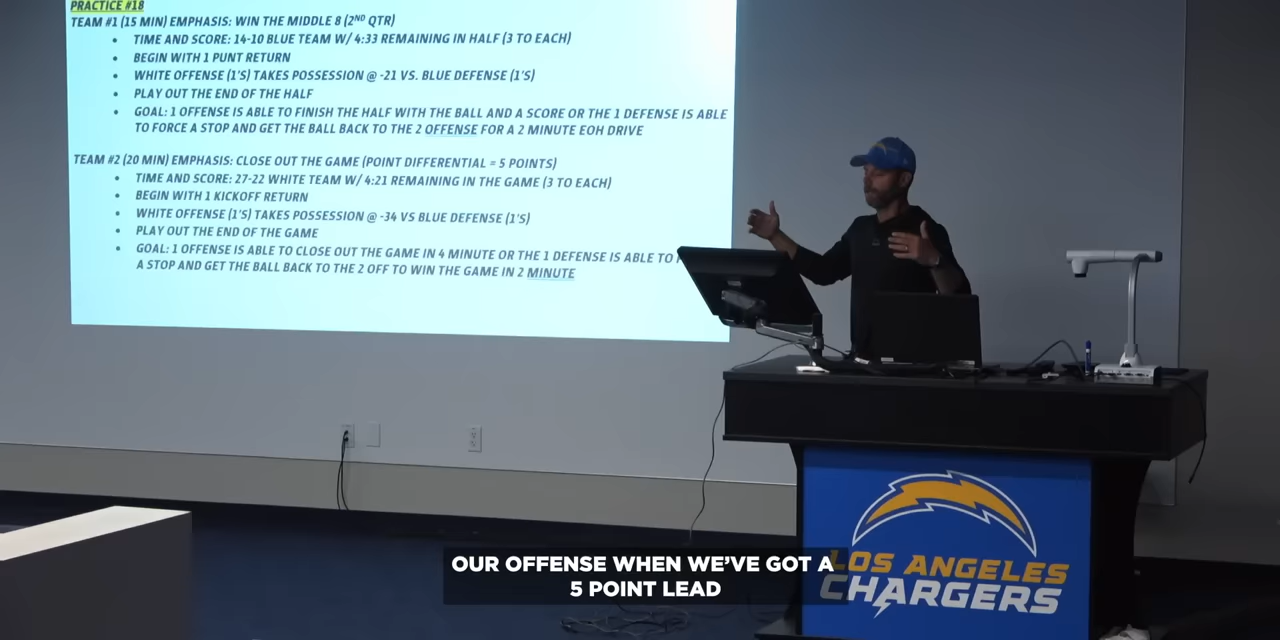 PRACTICE #18
TEAM #1 (15 MIN) EMPHASIS: WIN THE MIDDLE 8 (2ND QTR)
• TIME AND SCORE: 14-10 BLUE TEAM W/ 4:33 REMAINING IN HALF (3 TO EACH)
• BEGIN WITH 1 PUNT RETURN
• WHITE OFFENSE (1'S) TAKES POSSESSION @ -21 VS. BLUE DEFENSE (1'S)
• PLAY OUT THE END OF THE HALF
• GOAL: 1 OFFENSE IS ABLE TO FINISH THE HALF WITH THE BALL AND A SCORE OR THE 1 DEFENSE IS ABLE
TO FORCE A STOP AND GET THE BALL BACK TO THE 2 OFFENSE FOR A 2 MINUTE EOH DRIVE
TEAM #2 (20 MIN) EMPHASIS: CLOSE OUT THE GAME (POINT DIFFERENTIAL = 5 POINTS)
• TIME AND SCORE: 27-22 WHITE TEAM W/ 4:21 REMAINING IN THE GAME (3 TO EACH)
• BEGIN WITH 1 KICKOFF RETURN
• WHITE OFFENSE (1'S) TAKES POSSESSION @ -34 VS BLUE DEFENSE (1'S)
• PLAY OUT THE END OF THE GAME
• GOAL: 1 OFFENSE IS ABLE TO CLOSE OUT THE GAME IN 4 MINUTE OR THE 1 DEFENSE IS ABLE TO
A STOP AND GET THE BALL BACK TO THE 2 OFF TO WIN THE GAME IN 2 MINUTE
OUR OFFENSE WHEN WE'VE GOT A
5 POINT LEAD
LOS ANGELES
CHARGERS